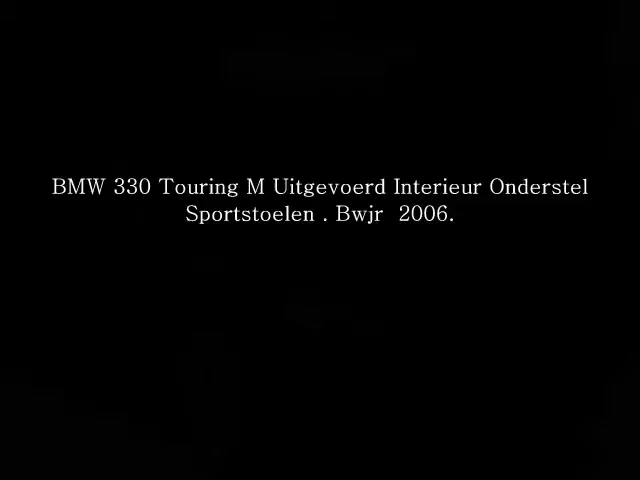 BMW 330 Touring M Uitgevoerd Interieur Onderstel
Sportstoelen . Bwjr  2006.